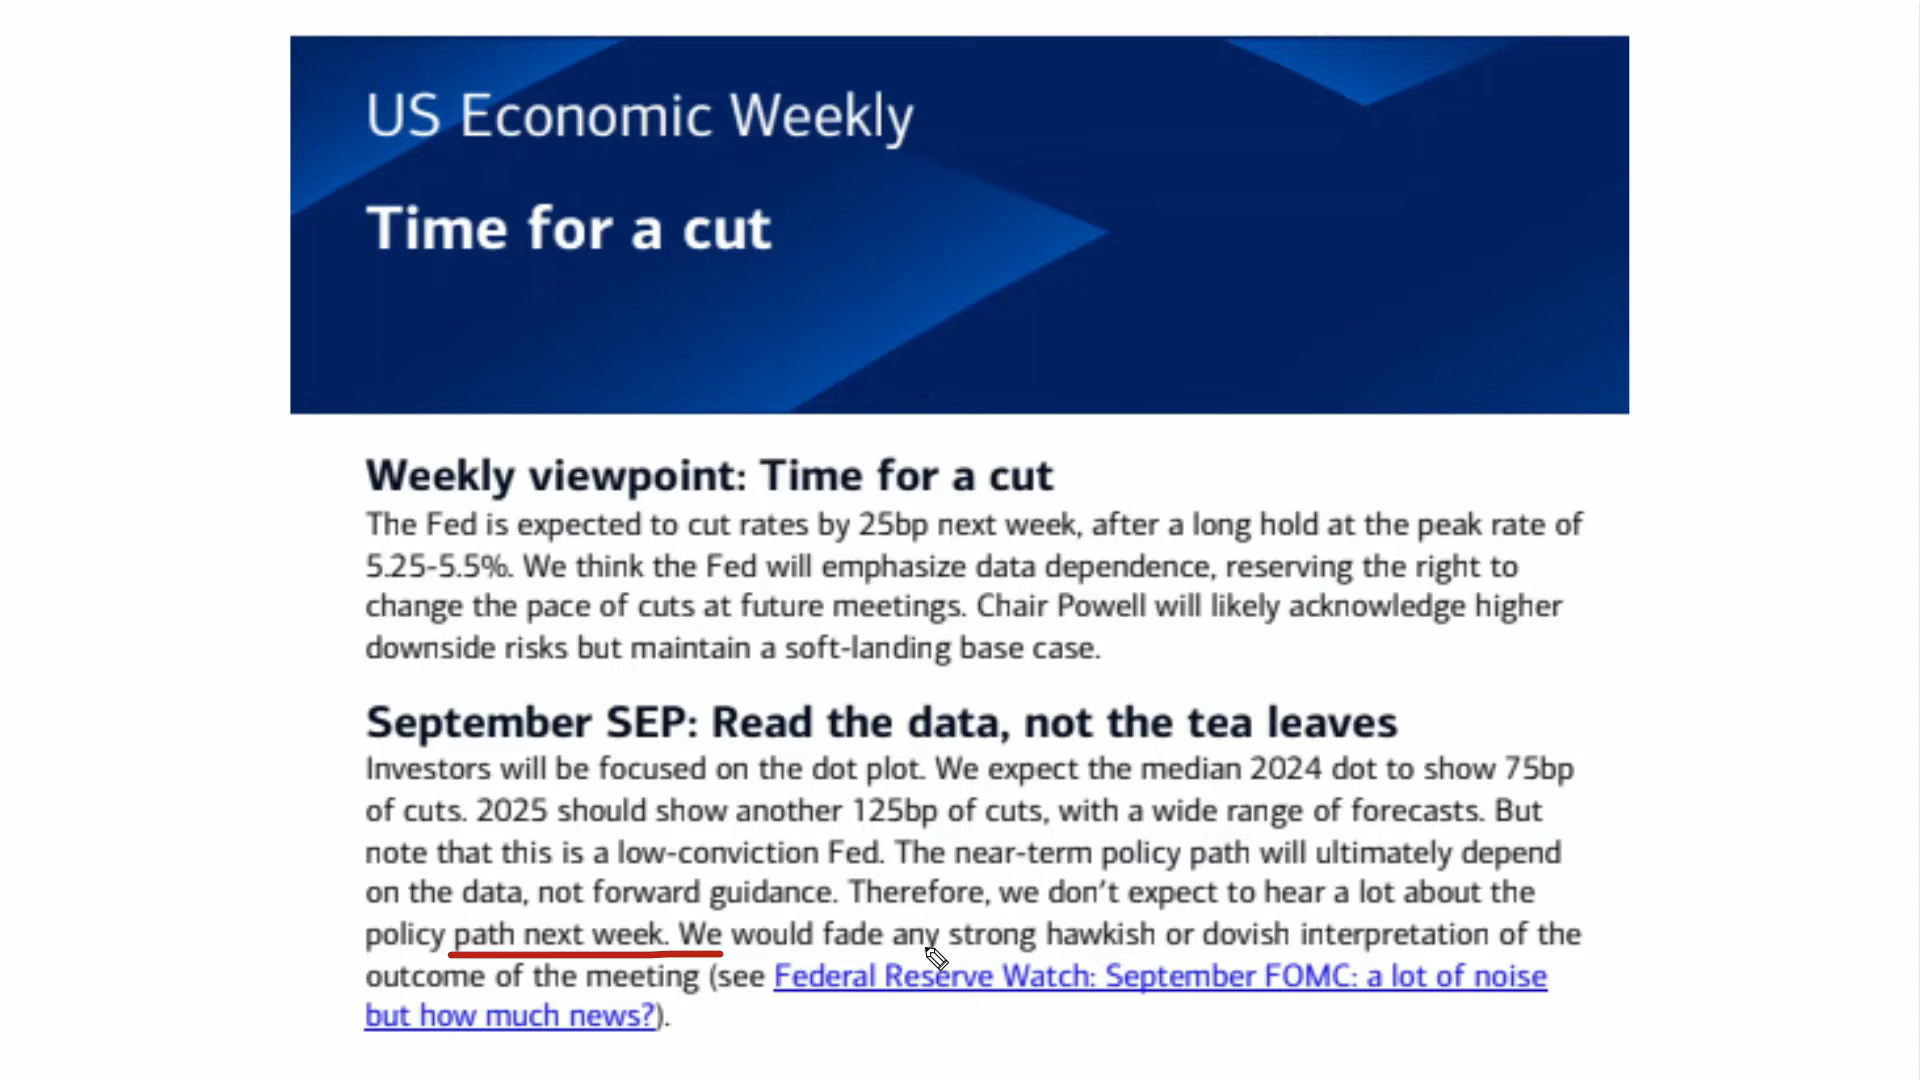 US Economic Weekly
Time for a cut
Weekly viewpoint: Time for a cut
The Fed is expected to cut rates by 25bp next week, after a long hold at the peak rate of
5.25-5.5%. We think the Fed will emphasize data dependence, reserving the right to
change the pace of cuts at future meetings. Chair Powell will likely acknowledge higher
downside risks but maintain a soft-landing base case.
September SEP: Read the data, not the tea leaves
Investors will be focused on the dot plot. We expect the median 2024 dot to show 75bp
of cuts. 2025 should show another 125bp of cuts, with a wide range of forecasts. But
note that this is a low-conviction Fed. The near-term policy path will ultimately depend
on the data, not forward guidance. Therefore, we don’t expect to hear a lot about the
policy path next week. We would fade any strong hawkish or dovish interpretation of the
outcome of the meeting (see Federal Reserve Watch: September FOMC: a lot of noise
but how much news?).